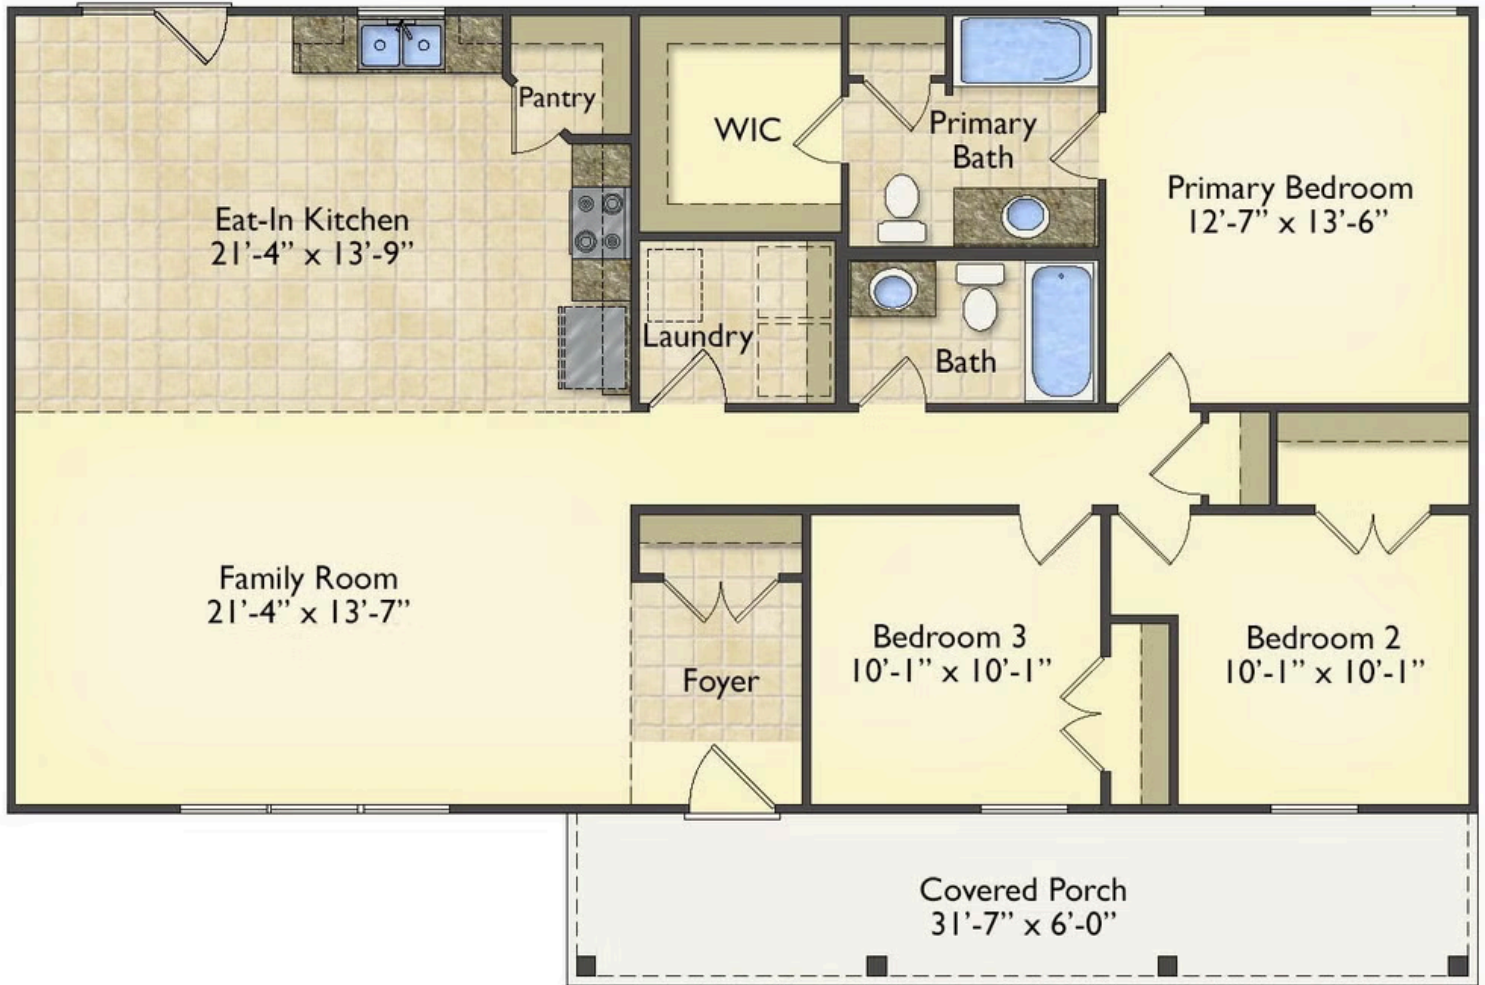 Pantry
WIC
Primary
Bath
Primary Bedroom
12’-7” x 13’-6”
Eat-In Kitchen
21’-4” x 13’-9”
Laundry
Bath
Family Room
21’-4” x 13’-7”
Foyer
Bedroom 3
10’-1” x 10’-1”
Bedroom 2
10’-1” x 10’-1”
Covered Porch
31’-7” x 6’-0”